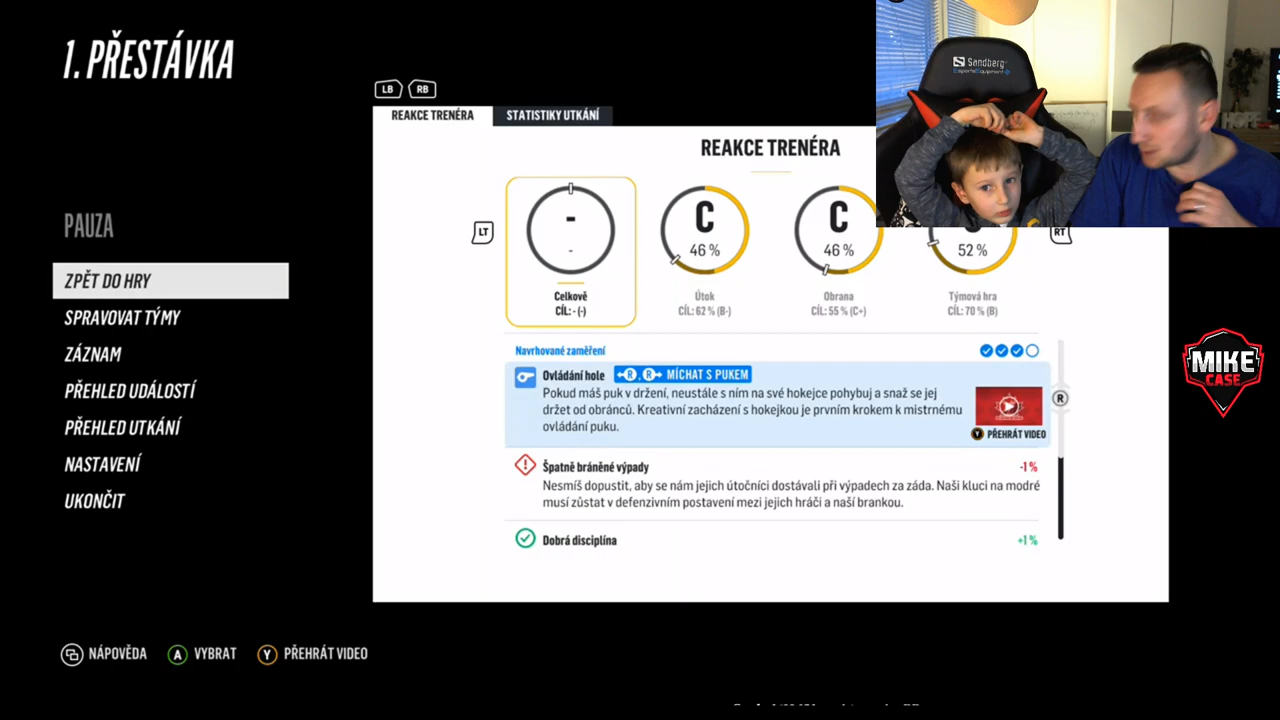 1. PŘESTÁVKA
LB RB
REAKCE TRENÉRA
STATISTIKY UTKÁNÍ
REAKCE TRENÉRA
PAUZA
ZPĚT DO HRY
SPRAVOVAT TÝMY
ZÁZNAM
PŘEHLED UDÁLOSTÍ
PŘEHLED UTKÁNÍ
NASTAVENÍ
UKONČIT
LT
-
-
Celkově
CÍL: - (-)
C
46 %
Útok
CÍL: 62 % (B-)
C
46 %
Obrana
CÍL: 55 % (C+)
52 %
Týmová hra
CÍL: 70 % (B)
RT
Navrhované zaměření
Ovládání hole R, R MÍCHAT S PUKEM
Pokud máš puk v držení, neustále s ním na své hokejce pohybuj a snaž se jej
držet od obránců. Kreativní zacházení s hokejkou je prvním krokem k mistrnému
ovládání puku.
Y PŘEHRÁT VIDEO
R
Špatně bráněné výpady -1 %
Nesmíš dopustit, aby se nám jejich útočníci dostávali při výpadech za záda. Naši kluci na modré
musí zůstat v defenzivním postavení mezi jejich hráči a naší brankou.
Dobrá disciplína +1 %
NÁPOVĚDA
A VYBRAT
Y PŘEHRÁT VIDEO
Sandberg
MIKE
CASE